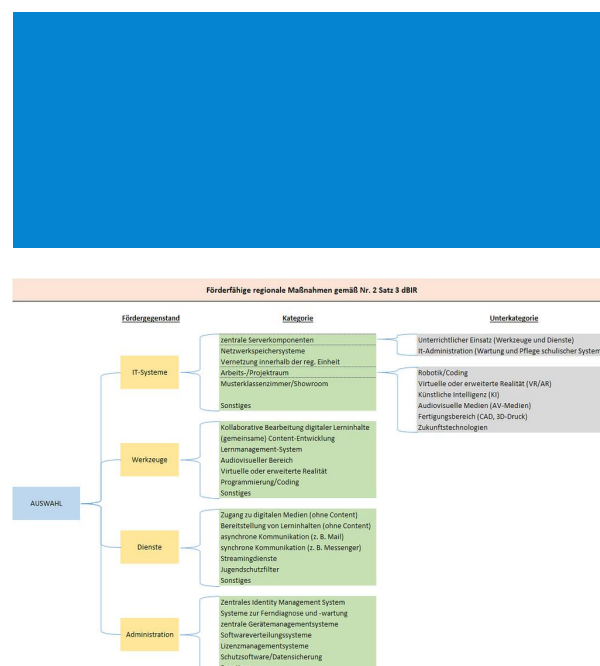 Förderfähige regionale Maßnahmen gemäß Nr. 2 Satz 3 dBIR
Fördergegenstand
Kategorie
Unterkategorie
AUSWAHL
IT-Systeme
zentrale Serverkomponenten
Netzwerkspeichersysteme
Vernetzung innerhalb der reg. Einheit
Arbeits-/Projektraum
Musterklassenzimmer/Showroom
Sonstiges
Unterrichtlicher Einsatz (Werkzeuge und Dienste)
It-Administration (Wartung und Pflege schulischer System
Robotik/Coding
Virtuelle oder erweiterte Realität (VR/AR)
Künstliche Intelligenz (KI)
Audiovisuelle Medien (AV-Medien)
Fertigungsbereich (CAD, 3D-Druck)
Zukunftstechnologien
Werkzeuge
Kollaborative Bearbeitung digitaler Lerninhalte
(gemeinsame) Content-Entwicklung
Lernmanagement-System
Audiovisueller Bereich
Virtuelle oder erweiterte Realität
Programmierung/Coding
Sonstiges
Dienste
Zugang zu digitalen Medien (ohne Content)
Bereitstellung von Lerninhalten (ohne Content)
asynchrone Kommunikation (z. B. Mail)
synchrone Kommunikation (z. B. Messenger)
Streamingdienste
Jugendschutzfilter
Sonstiges
Administration
Zentrales Identity Management System
Systeme zur Ferndiagnose und -wartung
zentrale Gerätemanagementsysteme
Softwareverteilungssysteme
Lizenzmanagementsysteme
Schutzsoftware/Datensicherung